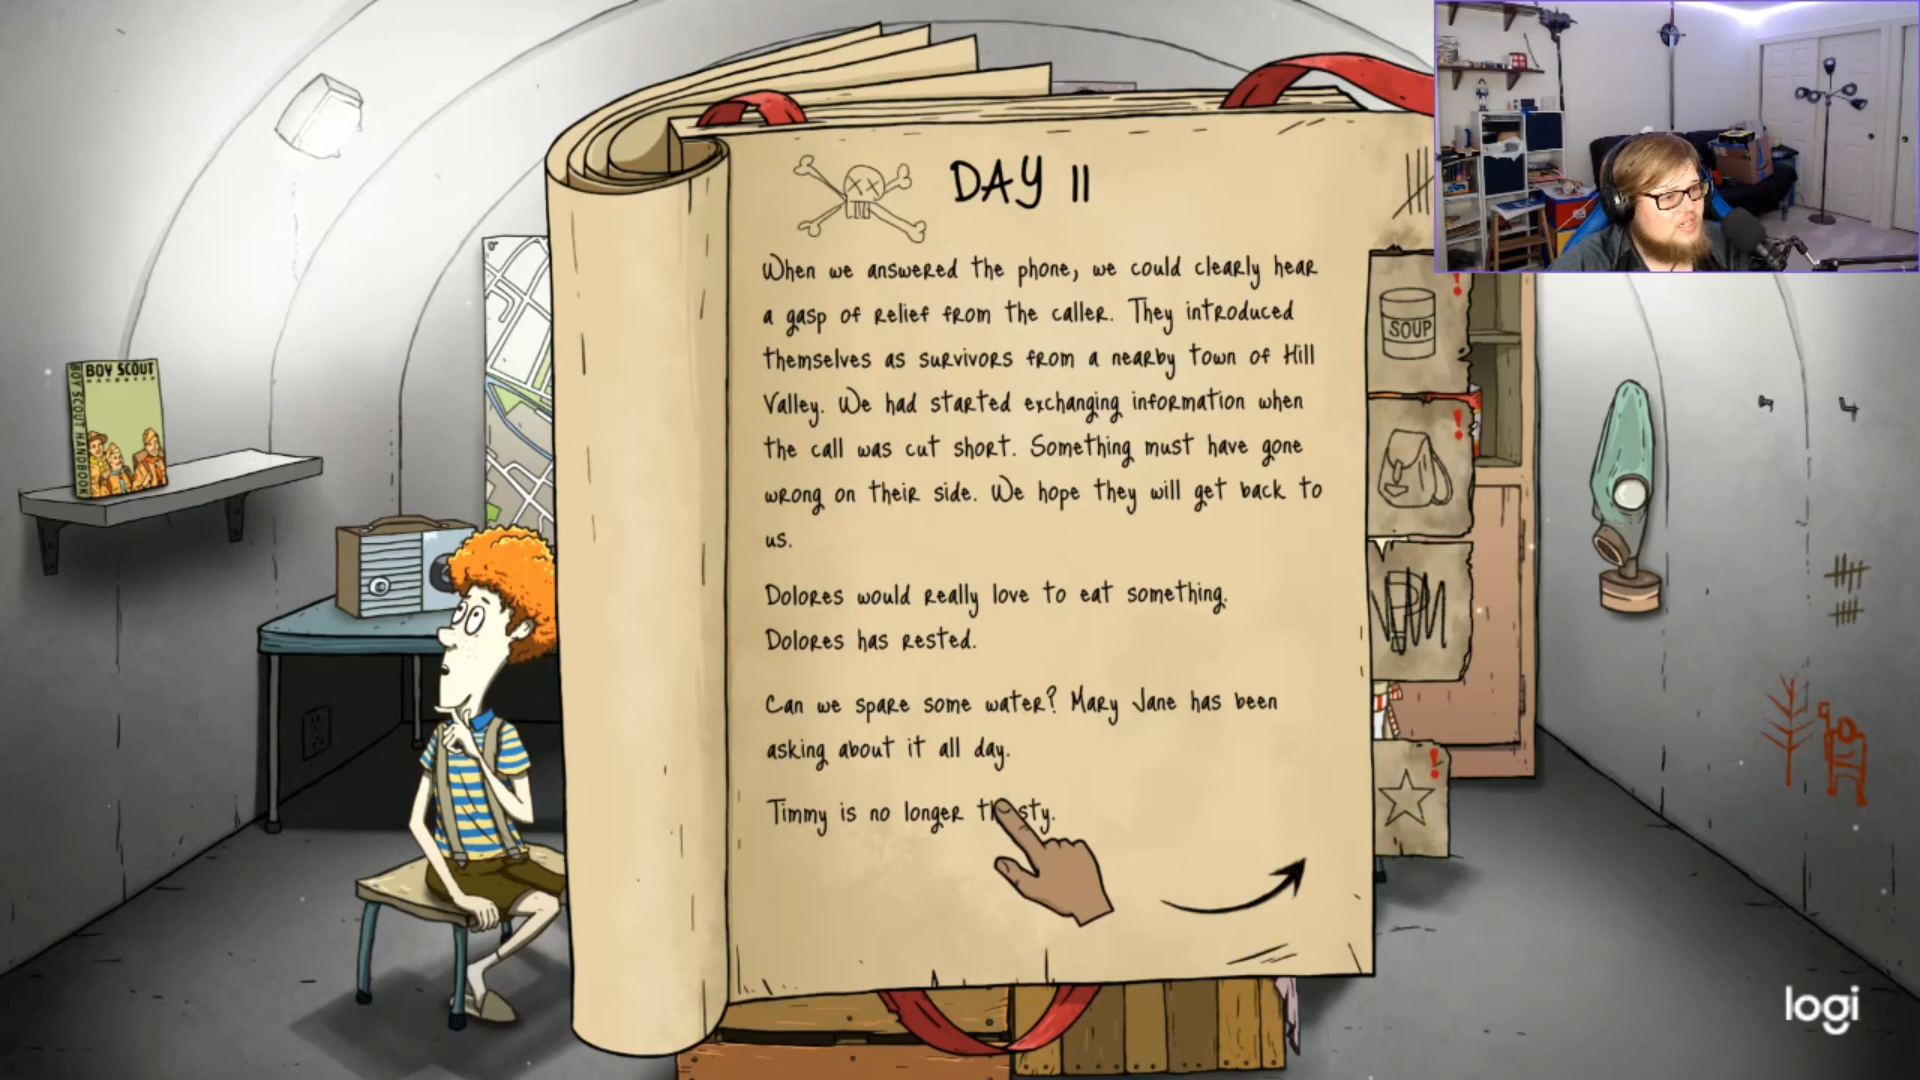 DAY 11
When we answered the phone, we could clearly hear
a gasp of relief from the caller. They introduced
themselves as survivors from a nearby town of Hill
Valley. We had started exchanging information when
the call was cut short. Something must have gone
wrong on their side. We hope they will get back to
us.
Dolores would really love to eat something.
Dolores has rested.
Can we spare some water? Mary Jane has been
asking about it all day.
Timmy is no longer
BOY SCOUT
BOY SCOUT HANDBOOK
SOUP
logi